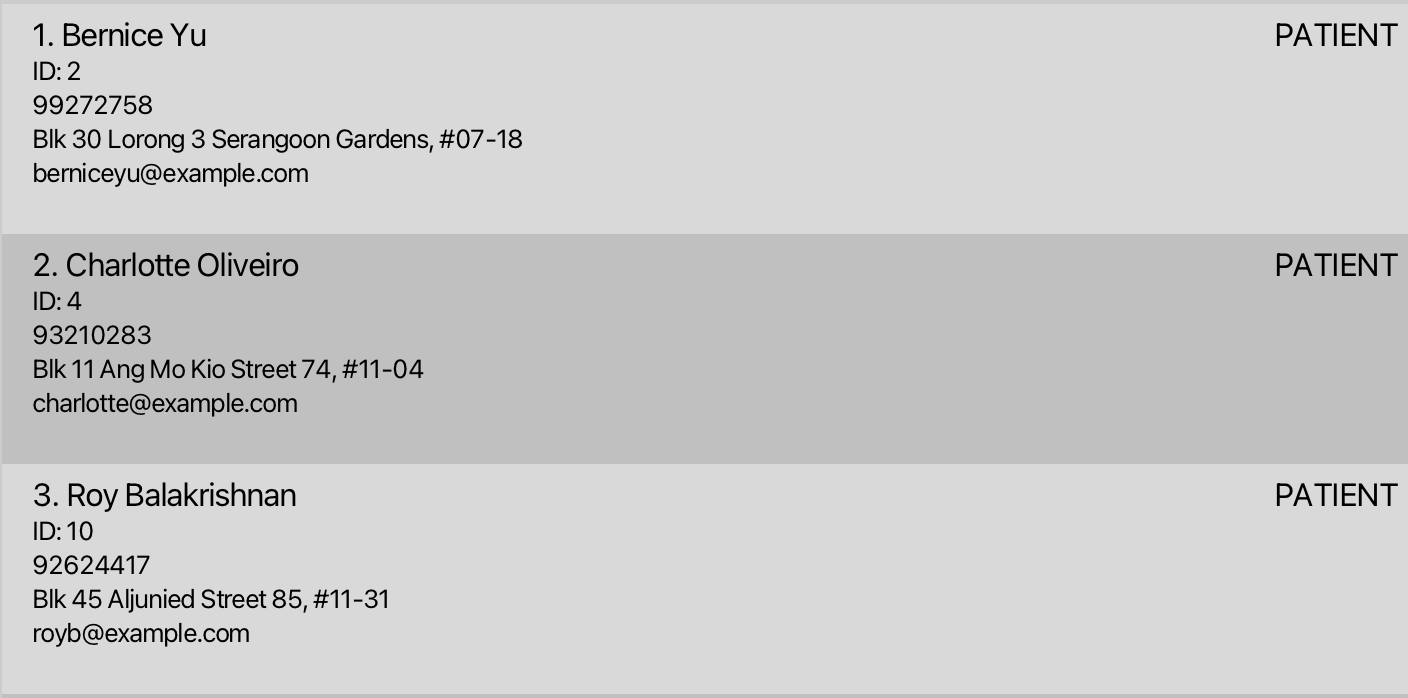 1. Bernice Yu PATIENT
ID: 2
99272758
Blk 30 Lorong 3 Serangoon Gardens, #07-18
berniceyu@example.com
2. Charlotte Oliveiro PATIENT
ID: 4
93210283
Blk 11 Ang Mo Kio Street 74, #11-04
charlotte@example.com
3. Roy Balakrishnan PATIENT
ID: 10
92624417
Blk 45 Aljunied Street 85, #11-31
royb@example.com